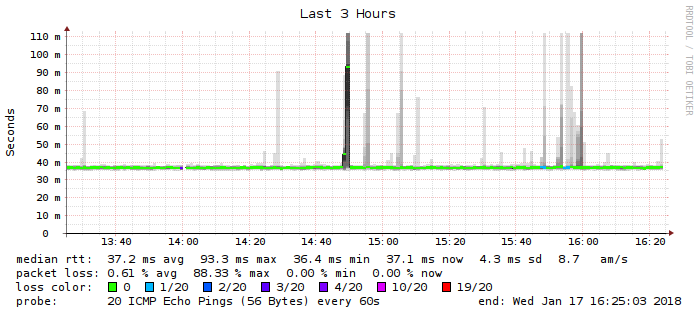 Last 3 Hours
RRDTOOL / TOBI OETIKER
Seconds
110 m
100 m
90 m
80 m
70 m
60 m
50 m
40 m
30 m
20 m
10 m
0
13:40 14:00 14:20 14:40 15:00 15:20 15:40 16:00 16:20
median rtt: 37.2 ms avg 93.3 ms max 36.4 ms min 37.1 ms now 4.3 ms sd 8.7 am/s
packet loss: 0.61 % avg 88.33 % max 0.00 % min 0.00 % now
loss color: 0 1/20 2/20 3/20 4/20 10/20 19/20
probe: 20 ICMP Echo Pings (56 Bytes) every 60s end: Wed Jan 17 16:25:03 2018